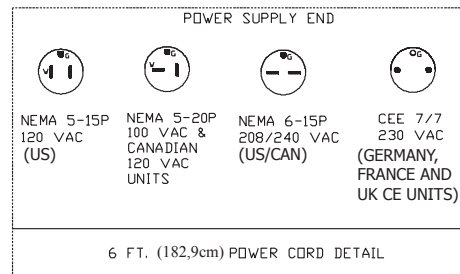 POWER SUPPLY END
G
W
G
W
G
G
NEMA 5-15P
120 VAC
(US)
NEMA 5-20P
100 VAC &
CANADIAN
120 VAC
UNITS
NEMA 6-15P
208/240 VAC
(US/CAN)
CEE 7/7
230 VAC
(GERMANY,
FRANCE AND
UK CE UNITS)
6 FT. (182,9cm) POWER CORD DETAIL